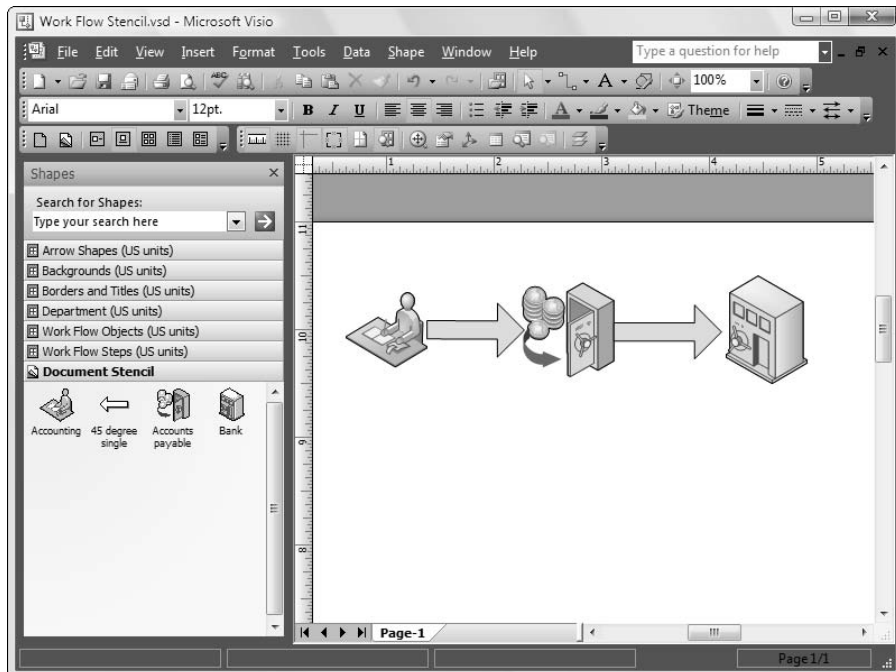 Work Flow Stencil.vsd - Microsoft Visio
File Edit View Insert Format Tools Data Shape Window Help Type a question for help
100%
Arial 12pt. B I U A Theme
Shapes
Search for Shapes:
Type your search here
Arrow Shapes (US units)
Backgrounds (US units)
Borders and Titles (US units)
Department (US units)
Work Flow Objects (US units)
Work Flow Steps (US units)
Document Stencil
Accounting 45 degree single Accounts payable Bank
1 2 3 4 5
11
10
9
8
Page-1
Page 1/1